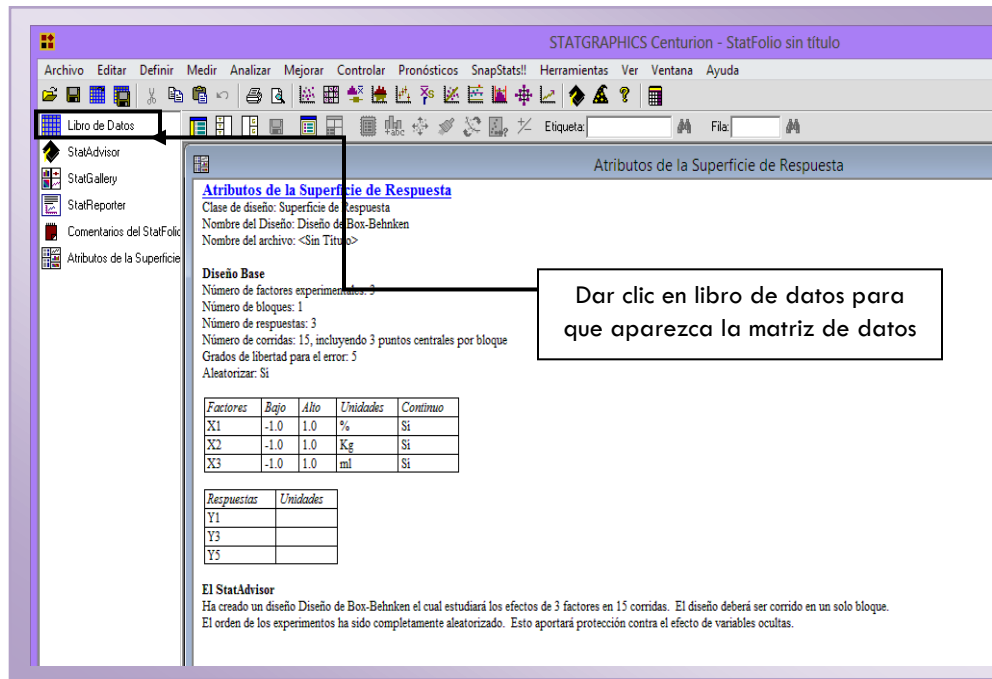 STATGRAPHICS Centurion - StatFolio sin título
Archivo Editar Definir Medir Analizar Mejorar Controlar Pronósticos SnapStats!! Herramientas Ver Ventana Ayuda
Libro de Datos
Etiqueta:
Fila:
StatAdvisor
StatGallery
StatReporter
Comentarios del StatFolio
Atributos de la Superficie
Atributos de la Superficie de Respuesta
Atributos de la Superficie de Respuesta
Clase de diseño: Superficie de Respuesta
Nombre del Diseño: Diseño de Box-Behnken
Nombre del archivo: <Sin Título>
Diseño Base
Número de factores experimentales: 3
Número de bloques: 1
Número de respuestas: 3
Número de corridas: 15, incluyendo 3 puntos centrales por bloque
Grados de libertad para el error: 5
Aleatorizar: Si
Factores Bajo Alto Unidades Continuo
X1 -1.0 1.0 % Si
X2 -1.0 1.0 Kg Si
X3 -1.0 1.0 ml Si
Respuestas Unidades
Y1
Y3
Y5
El StatAdvisor
Ha creado un diseño Diseño de Box-Behnken el cual estudiará los efectos de 3 factores en 15 corridas. El diseño deberá ser corrido en un solo bloque.
El orden de los experimentos ha sido completamente aleatorizado. Esto aportará protección contra el efecto de variables ocultas.
Dar clic en libro de datos para
que aparezca la matriz de datos